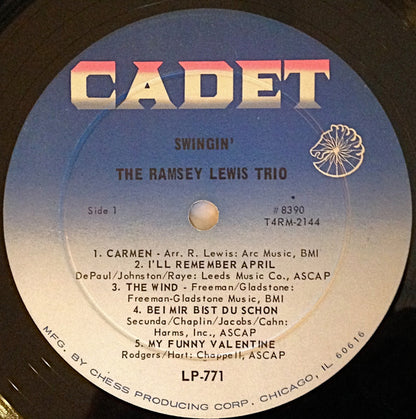 CADET
SWINGIN'
THE RAMSEY LEWIS TRIO
Side 1
#8390
T4RM-2144
1. CARMEN - Arr. R. Lewis: Arc Music, BMI
2. I'LL REMEMBER APRIL
DePaul/Johnston/Raye: Leeds Music Co., ASCAP
3. THE WIND - Freeman/Gladstone:
Freeman-Gladstone Music, BMI
4. BEI MIR BIST DU SCHON
Secunda/Chaplin/Jacobs/Cahn:
Harms, Inc., ASCAP
5. MY FUNNY VALENTINE
Rodgers/Hart: Chappell, ASCAP
LP-771
MFG. BY CHESS PRODUCING CORP. CHICAGO, IL 60616